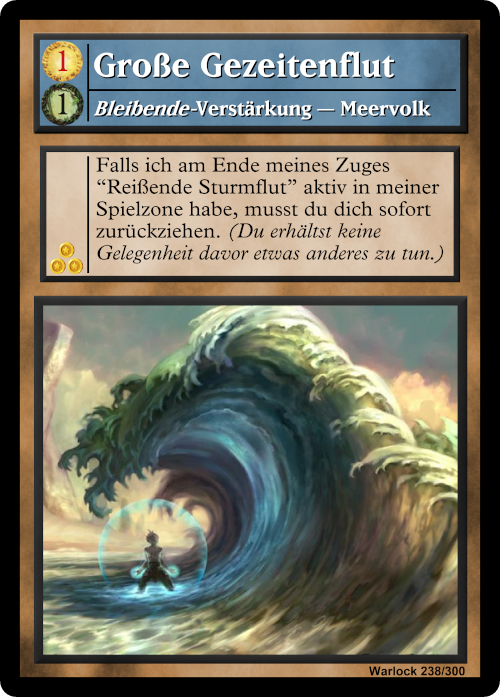 1
Große Gezeitenflut
1
Bleibende-Verstärkung — Meervolk
Falls ich am Ende meines Zuges
“Reißende Sturmflut” aktiv in meiner
Spielzone habe, musst du dich sofort
zurückziehen. (Du erhältst keine
Gelegenheit davor etwas anderes zu tun.)
Warlock 238/300